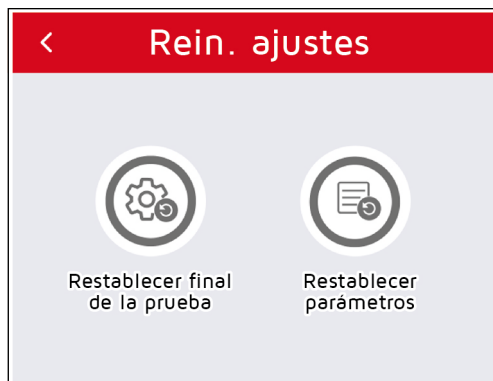 Rein. ajustes
Restablecer final
de la prueba
Restablecer
parámetros